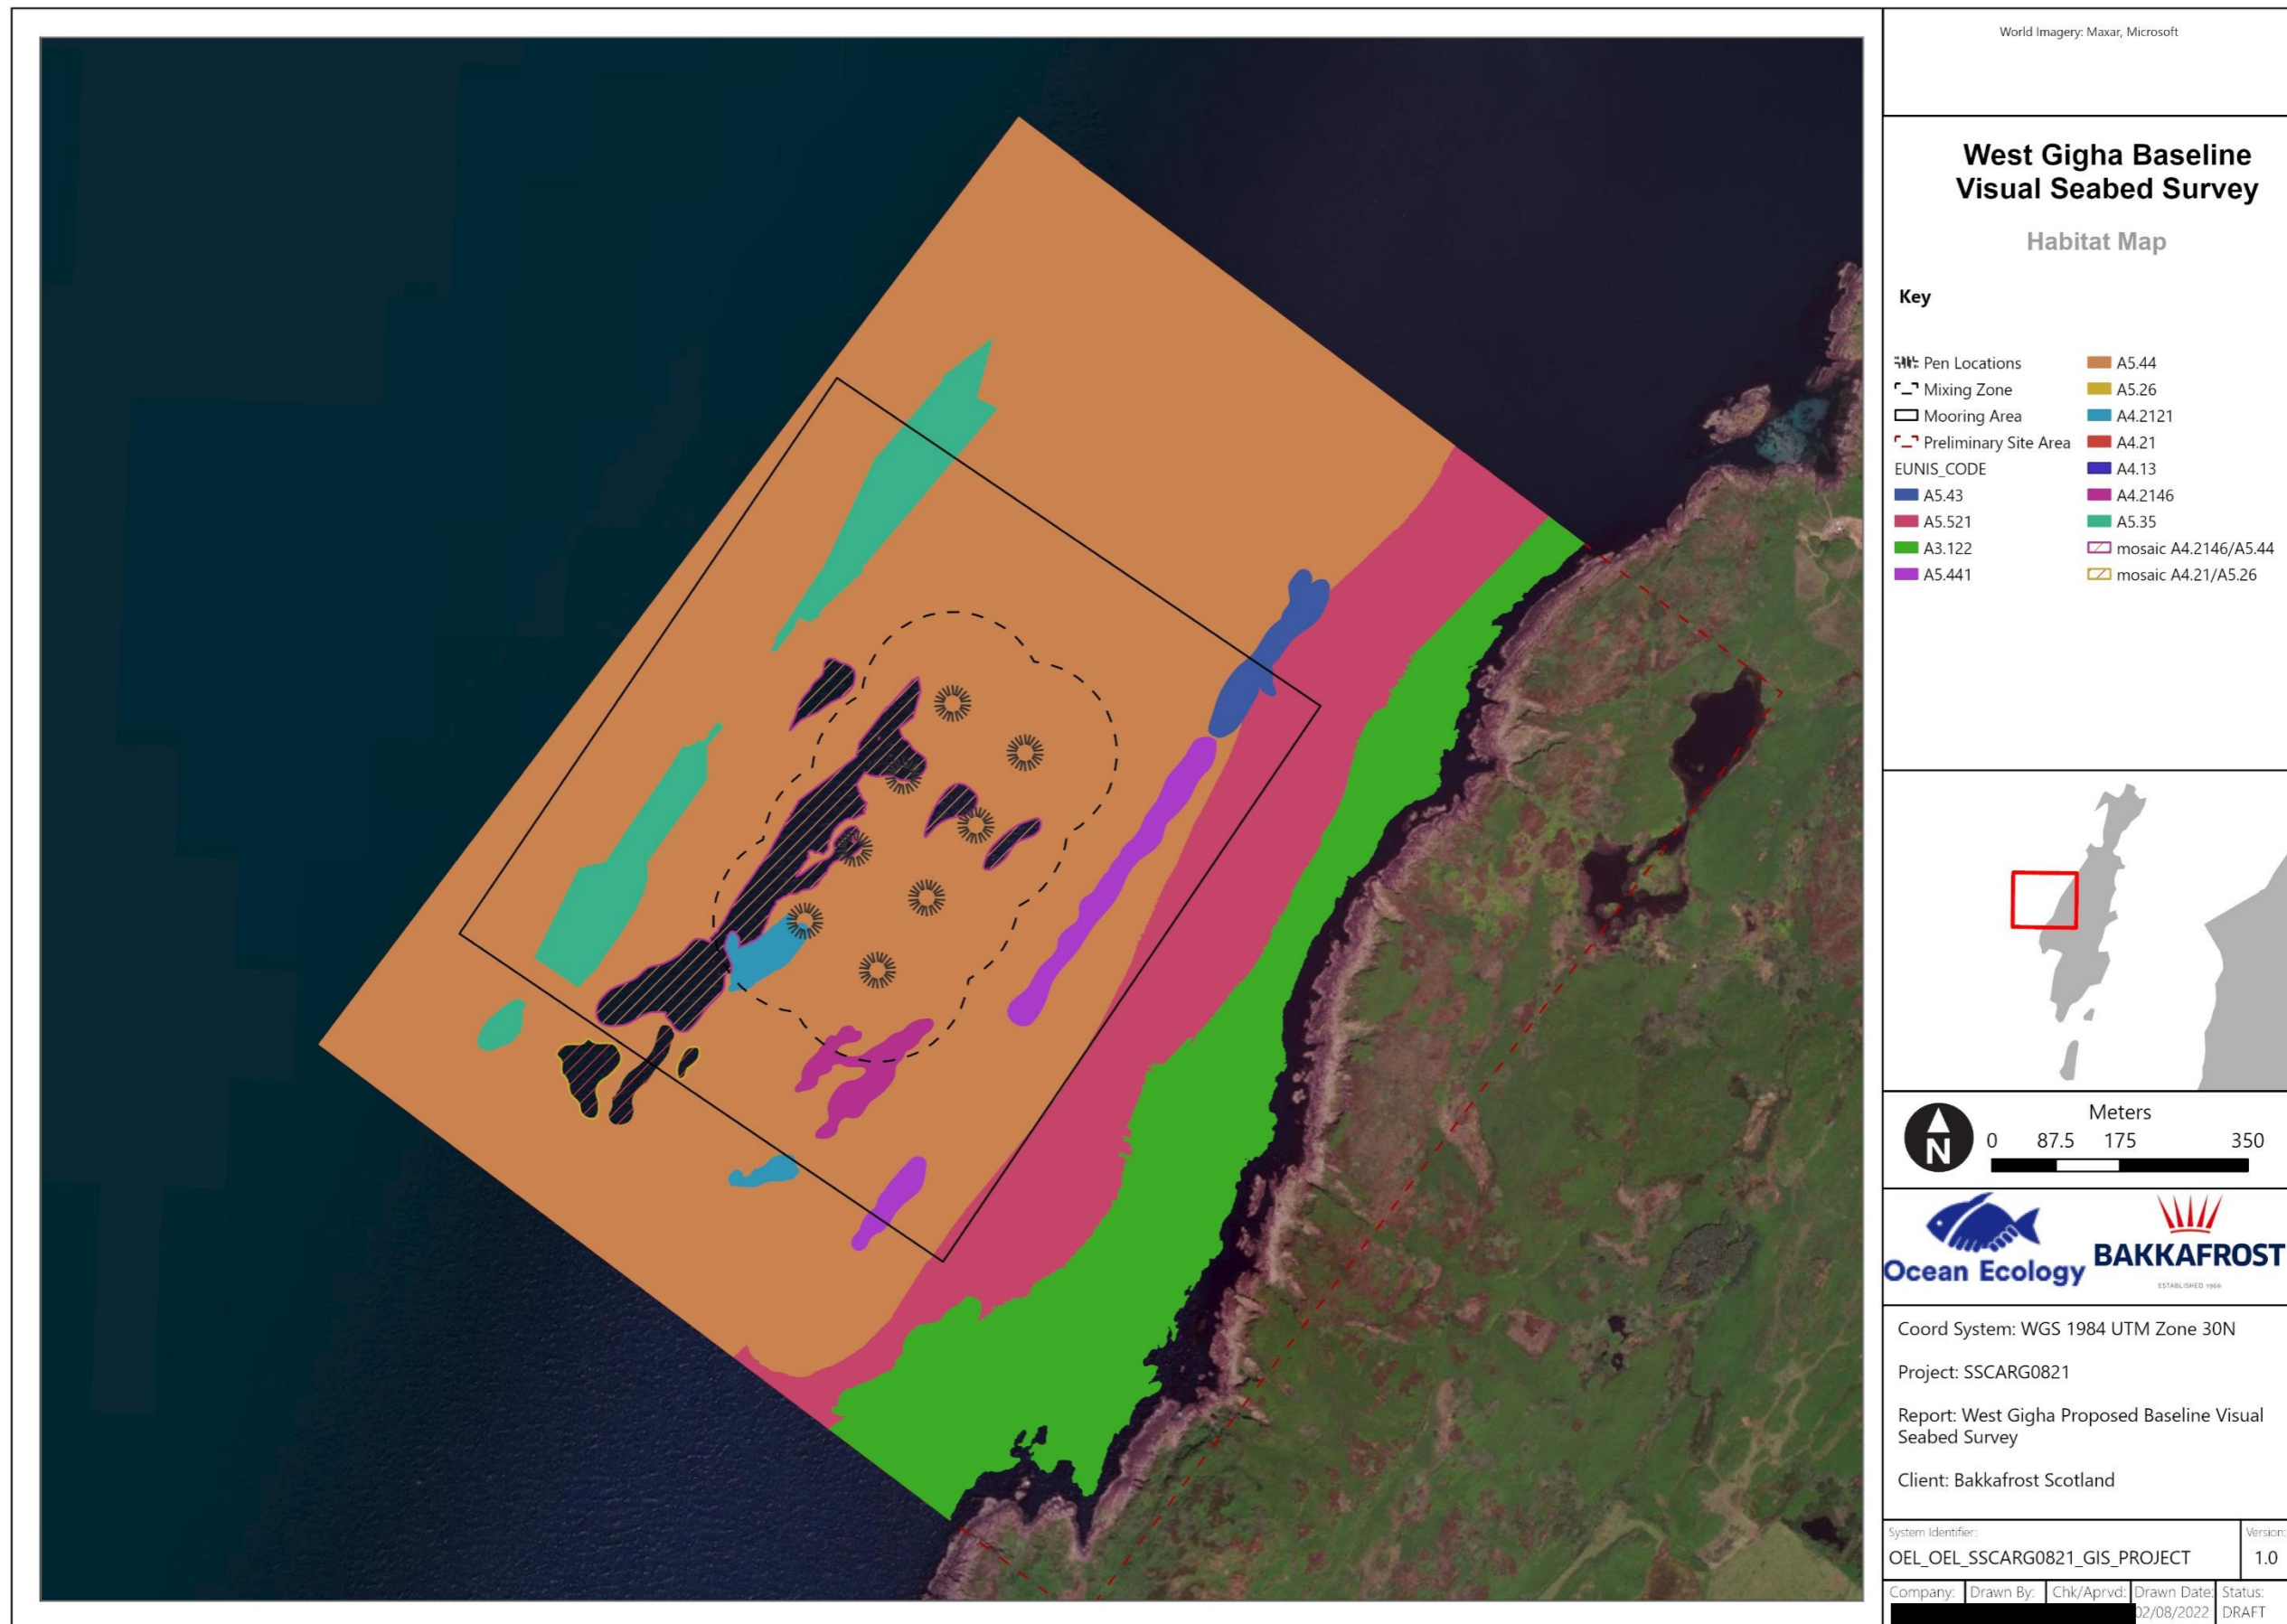 World Imagery: Maxar, Microsoft
West Gigha Baseline
Visual Seabed Survey
Habitat Map
Key
Pen Locations
Mixing Zone
Mooring Area
Preliminary Site Area
EUNIS_CODE
A5.43
A5.521
A3.122
A5.441
A5.44
A5.26
A4.2121
A4.21
A4.13
A4.2146
A5.35
mosaic A4.2146/A5.44
mosaic A4.21/A5.26
N
Meters
0 87.5 175 350
Ocean Ecology
BAKKAFROST
ESTABLISHED 1968
Coord System: WGS 1984 UTM Zone 30N
Project: SSCARG0821
Report: West Gigha Proposed Baseline Visual
Seabed Survey
Client: Bakkafrost Scotland
System Identifier: Version:
OEL_OEL_SSCARG0821_GIS_PROJECT 1.0
Company: Drawn By: Chk/Aprvd: Drawn Date: Status:
02/08/2022 DRAFT